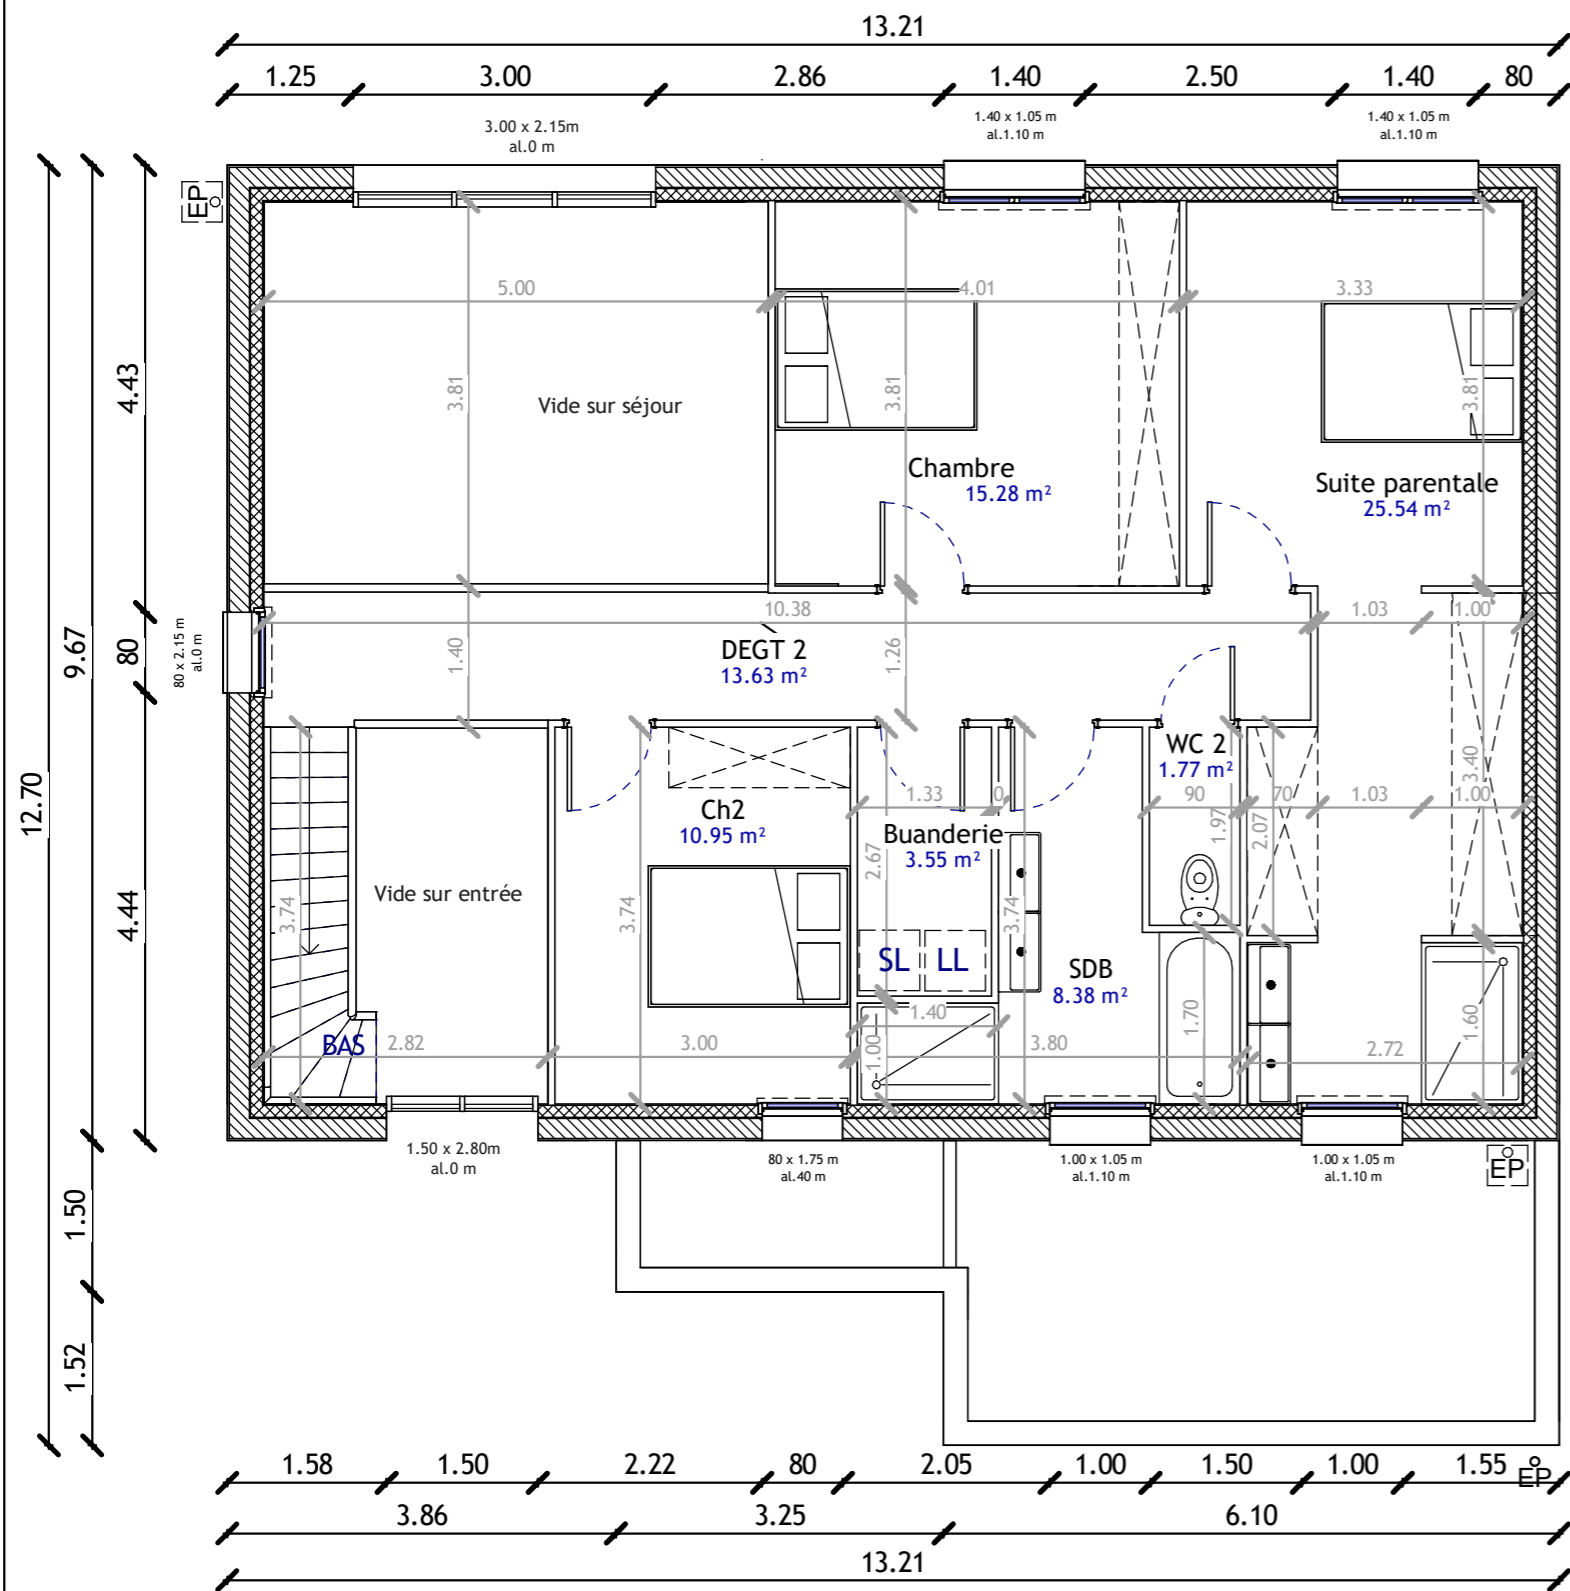 13.21
1.25 3.00 2.86 1.40 2.50 1.40 80
3.00 x 2.15m
al.0 m
1.40 x 1.05 m
al.1.10 m
1.40 x 1.05 m
al.1.10 m
EP
5.00 4.01 3.33
4.43
3.81
3.81
3.81
Vide sur séjour
Chambre
15.28 m²
Suite parentale
25.54 m²
10.38
1.03 1.00
12.70
9.67
80
80 x 2.15 m
al.0 m
1.40
DEGT 2
13.63 m²
1.26
WC 2
1.77 m²
3.40
1.33 0 90 70 1.03 1.00
Ch2
10.95 m²
Buanderie
3.55 m²
2.67
1.97
2.07
4.44
3.74
Vide sur entrée
3.74
3.74
SL LL
SDB
8.38 m²
1.40
1.70
1.60
BAS
2.82 3.00
1.00
3.80
2.72
1.50 x 2.80m
al.0 m
80 x 1.75 m
al.40 m
1.00 x 1.05 m
al.1.10 m
1.00 x 1.05 m
al.1.10 m
EP
1.50
1.52
1.58 1.50 2.22 80 2.05 1.00 1.50 1.00 1.55
EP
3.86 3.25 6.10
13.21